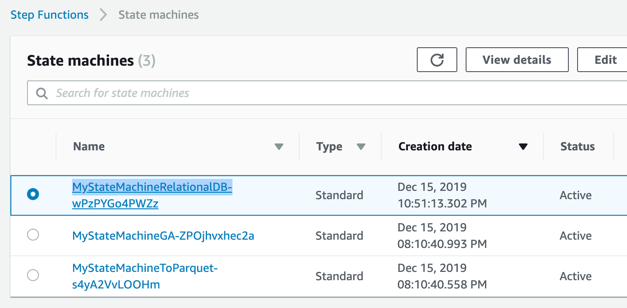 Step Functions > State machines
State machines (3)
View details
Edit
Search for state machines
Name Type Creation date Status
MyStateMachineRelationalDB-
wPzPYGo4PWZz
Standard
Dec 15, 2019
10:51:13.302 PM
Active
MyStateMachineGA-ZPOjhvxhec2a
Standard
Dec 15, 2019
08:10:40.993 PM
Active
MyStateMachineToParquet-
s4yA2VvLOOHm
Standard
Dec 15, 2019
08:10:40.558 PM
Active